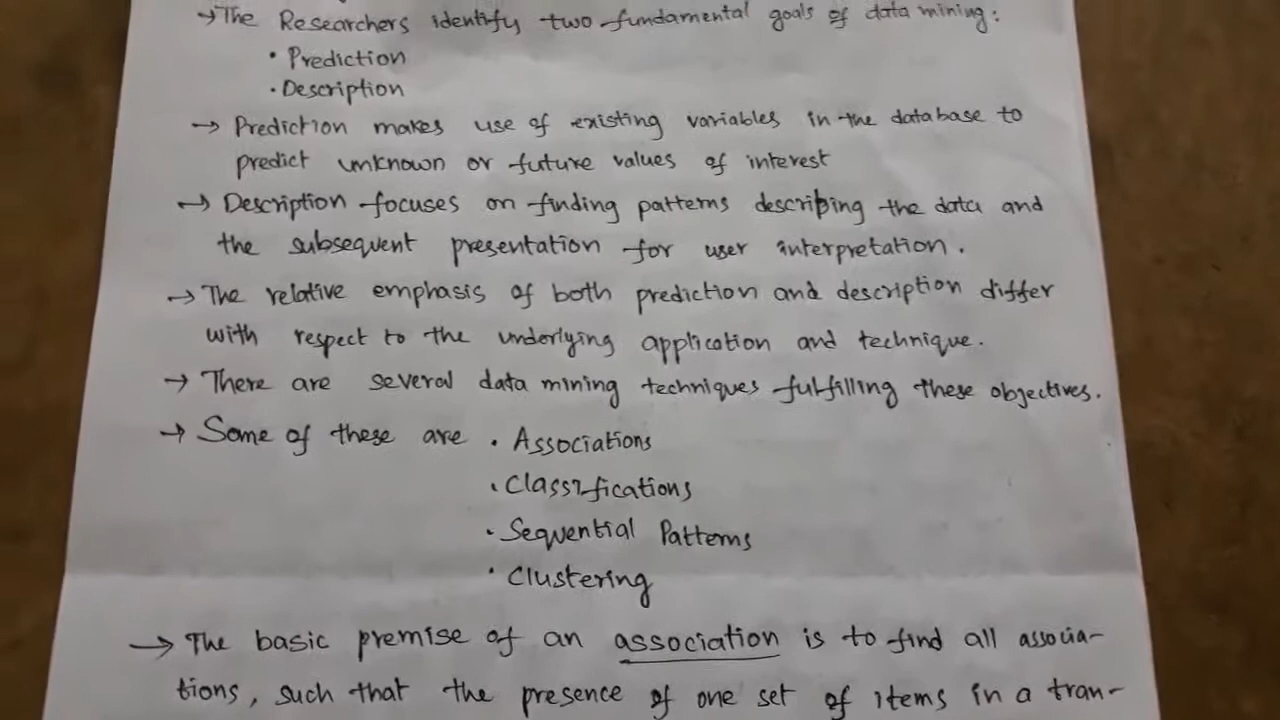 → The Researchers identify two fundamental goals of data mining:
• Prediction
• Description
→ Prediction makes use of existing variables in the database to
predict unknown or future values of interest
→ Description focuses on finding patterns describing the data and
the subsequent presentation for user interpretation.
→ The relative emphasis of both prediction and description differ
with respect to the underlying application and technique.
→ There are several data mining techniques fulfilling these objectives.
→ Some of these are • Associations
• Classifications
• Sequential Patterns
• Clustering
→ The basic premise of an association is to find all associa-
tions, such that the presence of one set of items in a tran-